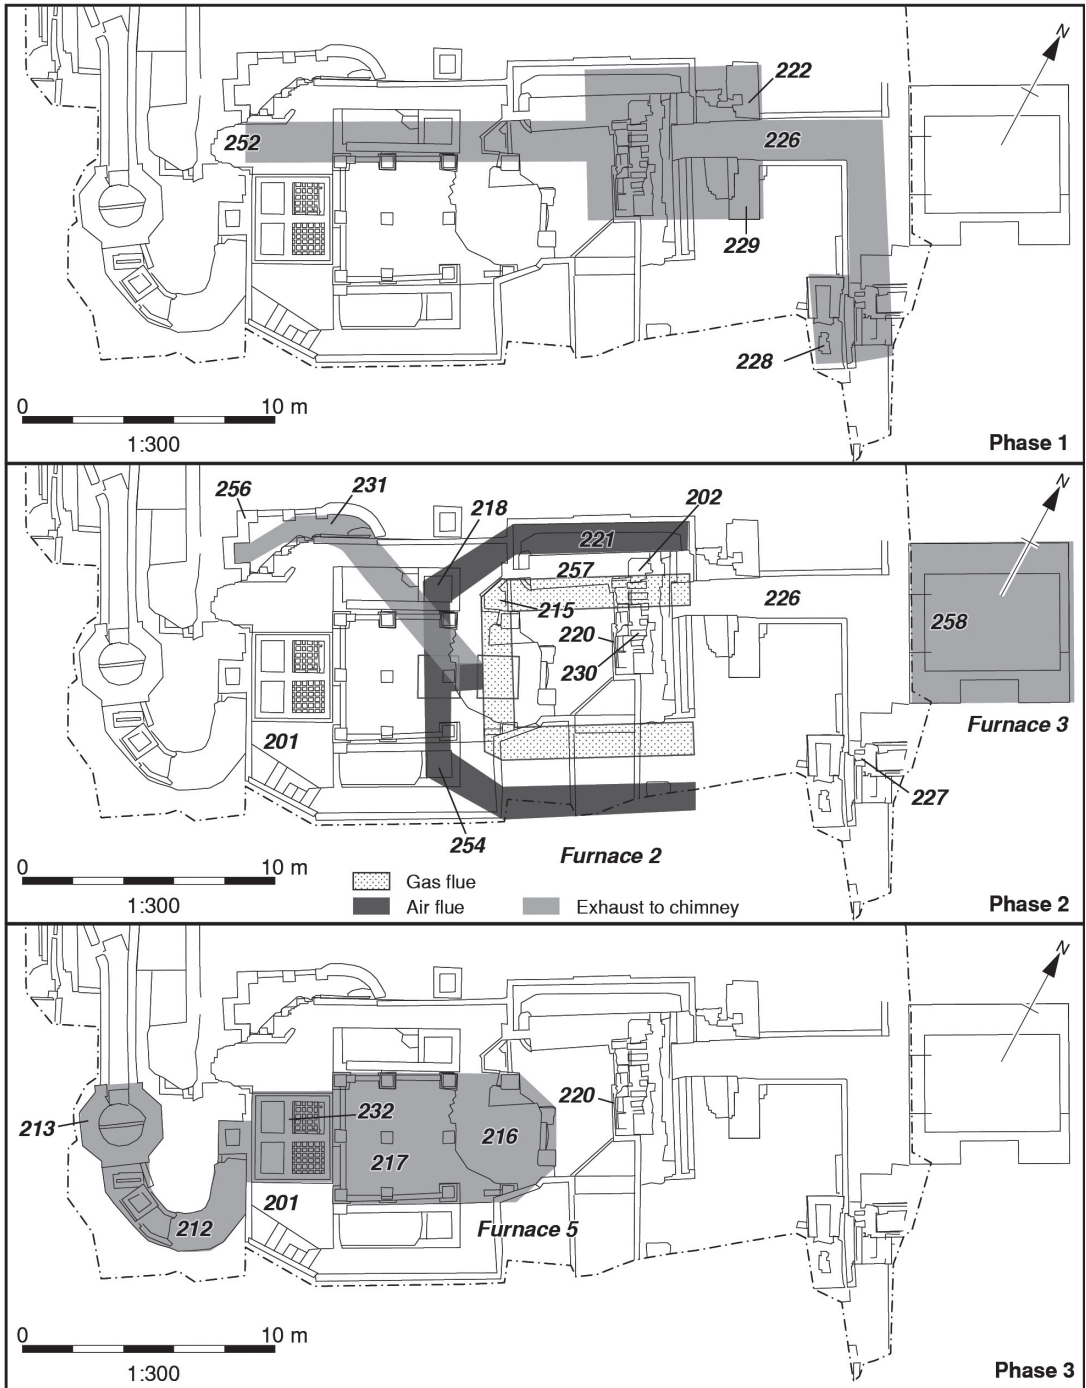 N
222
252
226
229
228
0 10 m
1:300
Phase 1
N
256
231
218
202
221
257
215
226
220
258
230
201
Furnace 3
227
254
Furnace 2
0 10 m
Gas flue
1:300
Air flue
Exhaust to chimney
Phase 2
N
220
213
232
216
217
201
212
Furnace 5
0 10 m
1:300
Phase 3